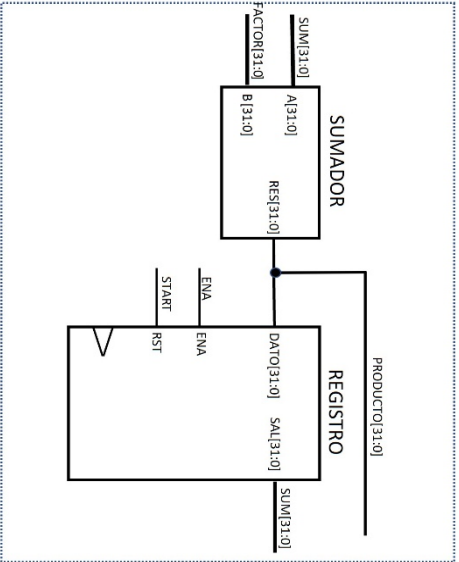 SUMADOR
SUM[31:0]
A[31:0]
FACTOR[31:0]
B[31:0]
RES[31:0]
PRODUCTO[31:0]
REGISTRO
DATO[31:0]
SAL[31:0]
SUM[31:0]
ENA
ENA
START
RST